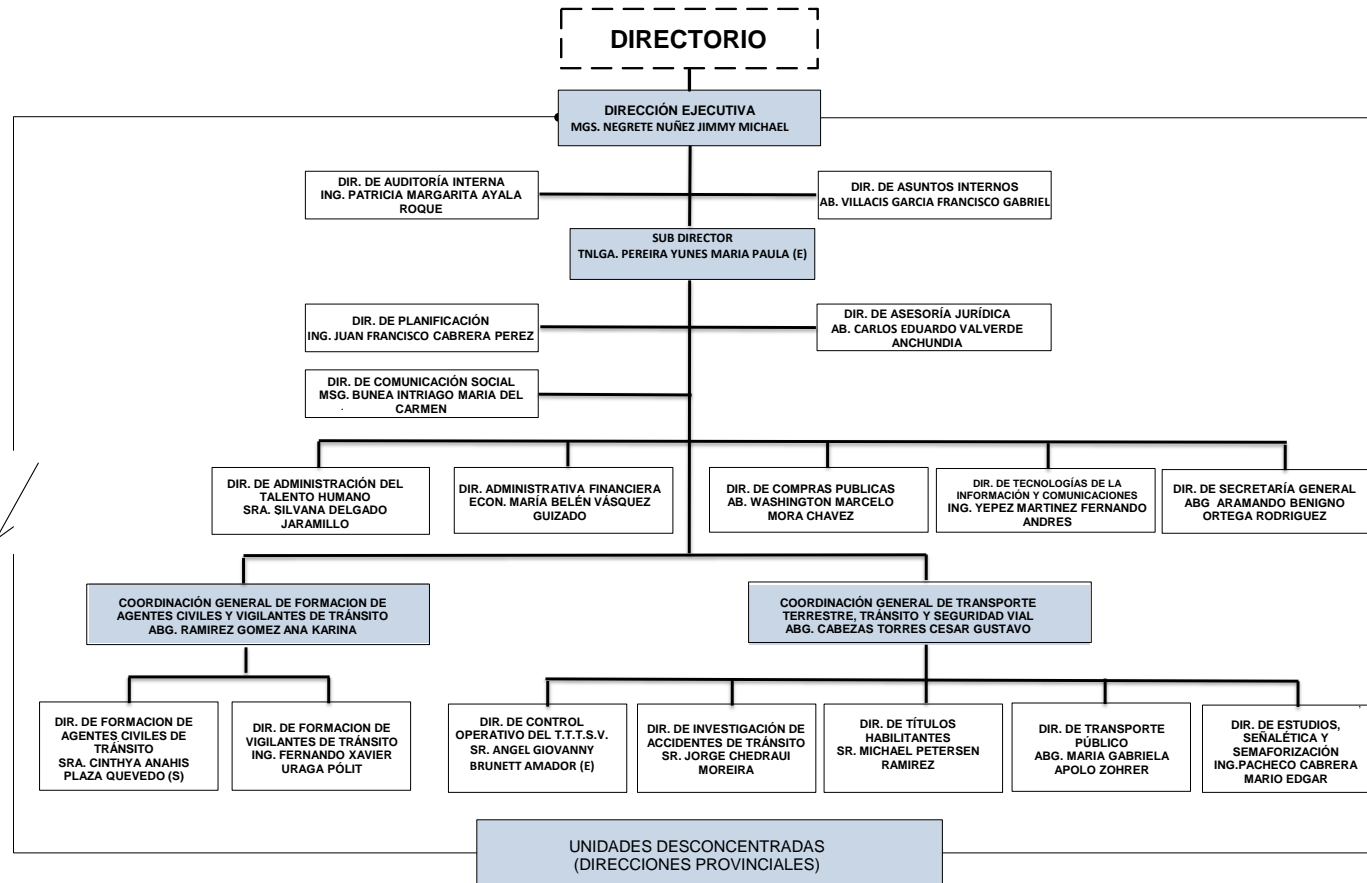 DIRECTORIO
DIRECCIÓN EJECUTIVA
MGS. NEGRETE NUÑEZ JIMMY MICHAEL
DIR. DE AUDITORÍA INTERNA
ING. PATRICIA MARGARITA AYALA
ROQUE
DIR. DE ASUNTOS INTERNOS
AB. VILLACIS GARCIA FRANCISCO GABRIEL
SUB DIRECTOR
TNLGA. PEREIRA YUNES MARIA PAULA (E)
DIR. DE PLANIFICACIÓN
ING. JUAN FRANCISCO CABRERA PEREZ
DIR. DE ASESORÍA JURÍDICA
AB. CARLOS EDUARDO VALVERDE
ANCHUNDIA
DIR. DE COMUNICACIÓN SOCIAL
MSG. BUNEA INTRIAGO MARIA DEL
CARMEN
DIR. DE ADMINISTRACIÓN DEL
TALENTO HUMANO
SRA. SILVANA DELGADO
JARAMILLO
DIR. ADMINISTRATIVA FINANCIERA
ECON. MARÍA BELÉN VÁSQUEZ
GUIZADO
DIR. DE COMPRAS PUBLICAS
AB. WASHINGTON MARCELO
MORA CHAVEZ
DIR. DE TECNOLOGÍAS DE LA
INFORMACIÓN Y COMUNICACIONES
ING. YEPEZ MARTINEZ FERNANDO
ANDRES
DIR. DE SECRETARÍA GENERAL
ABG ARAMANDO BENIGNO
ORTEGA RODRIGUEZ
COORDINACIÓN GENERAL DE FORMACION DE
AGENTES CIVILES Y VIGILANTES DE TRÁNSITO
ABG. RAMIREZ GOMEZ ANA KARINA
COORDINACIÓN GENERAL DE TRANSPORTE
TERRESTRE, TRÁNSITO Y SEGURIDAD VIAL
ABG. CABEZAS TORRES CESAR GUSTAVO
DIR. DE FORMACION DE
AGENTES CIVILES DE
TRÁNSITO
SRA. CINTHYA ANAHIS
PLAZA QUEVEDO (S)
DIR. DE FORMACION DE
VIGILANTES DE TRÁNSITO
ING. FERNANDO XAVIER
URAGA PÓLIT
DIR. DE CONTROL
OPERATIVO DEL T.T.T.S.V.
SR. ANGEL GIOVANNY
BRUNETT AMADOR (E)
DIR. DE INVESTIGACIÓN DE
ACCIDENTES DE TRÁNSITO
SR. JORGE CHEDRAUI
MOREIRA
DIR. DE TÍTULOS
HABILITANTES
SR. MICHAEL PETERSEN
RAMIREZ
DIR. DE TRANSPORTE
PÚBLICO
ABG. MARIA GABRIELA
APOLO ZOHRER
DIR. DE ESTUDIOS,
SEÑALÉTICA Y
SEMAFORIZACIÓN
ING.PACHECO CABRERA
MARIO EDGAR
UNIDADES DESCONCENTRADAS
(DIRECCIONES PROVINCIALES)